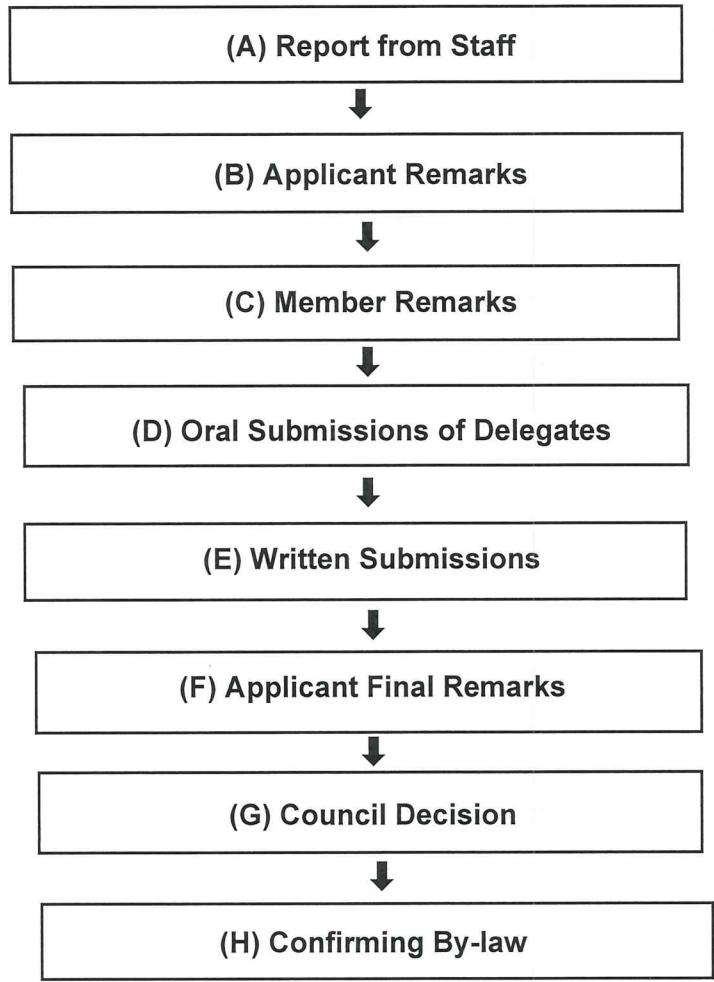 (A) Report from Staff
(B) Applicant Remarks
(C) Member Remarks
(D) Oral Submissions of Delegates
(E) Written Submissions
(F) Applicant Final Remarks
(G) Council Decision
(H) Confirming By-law